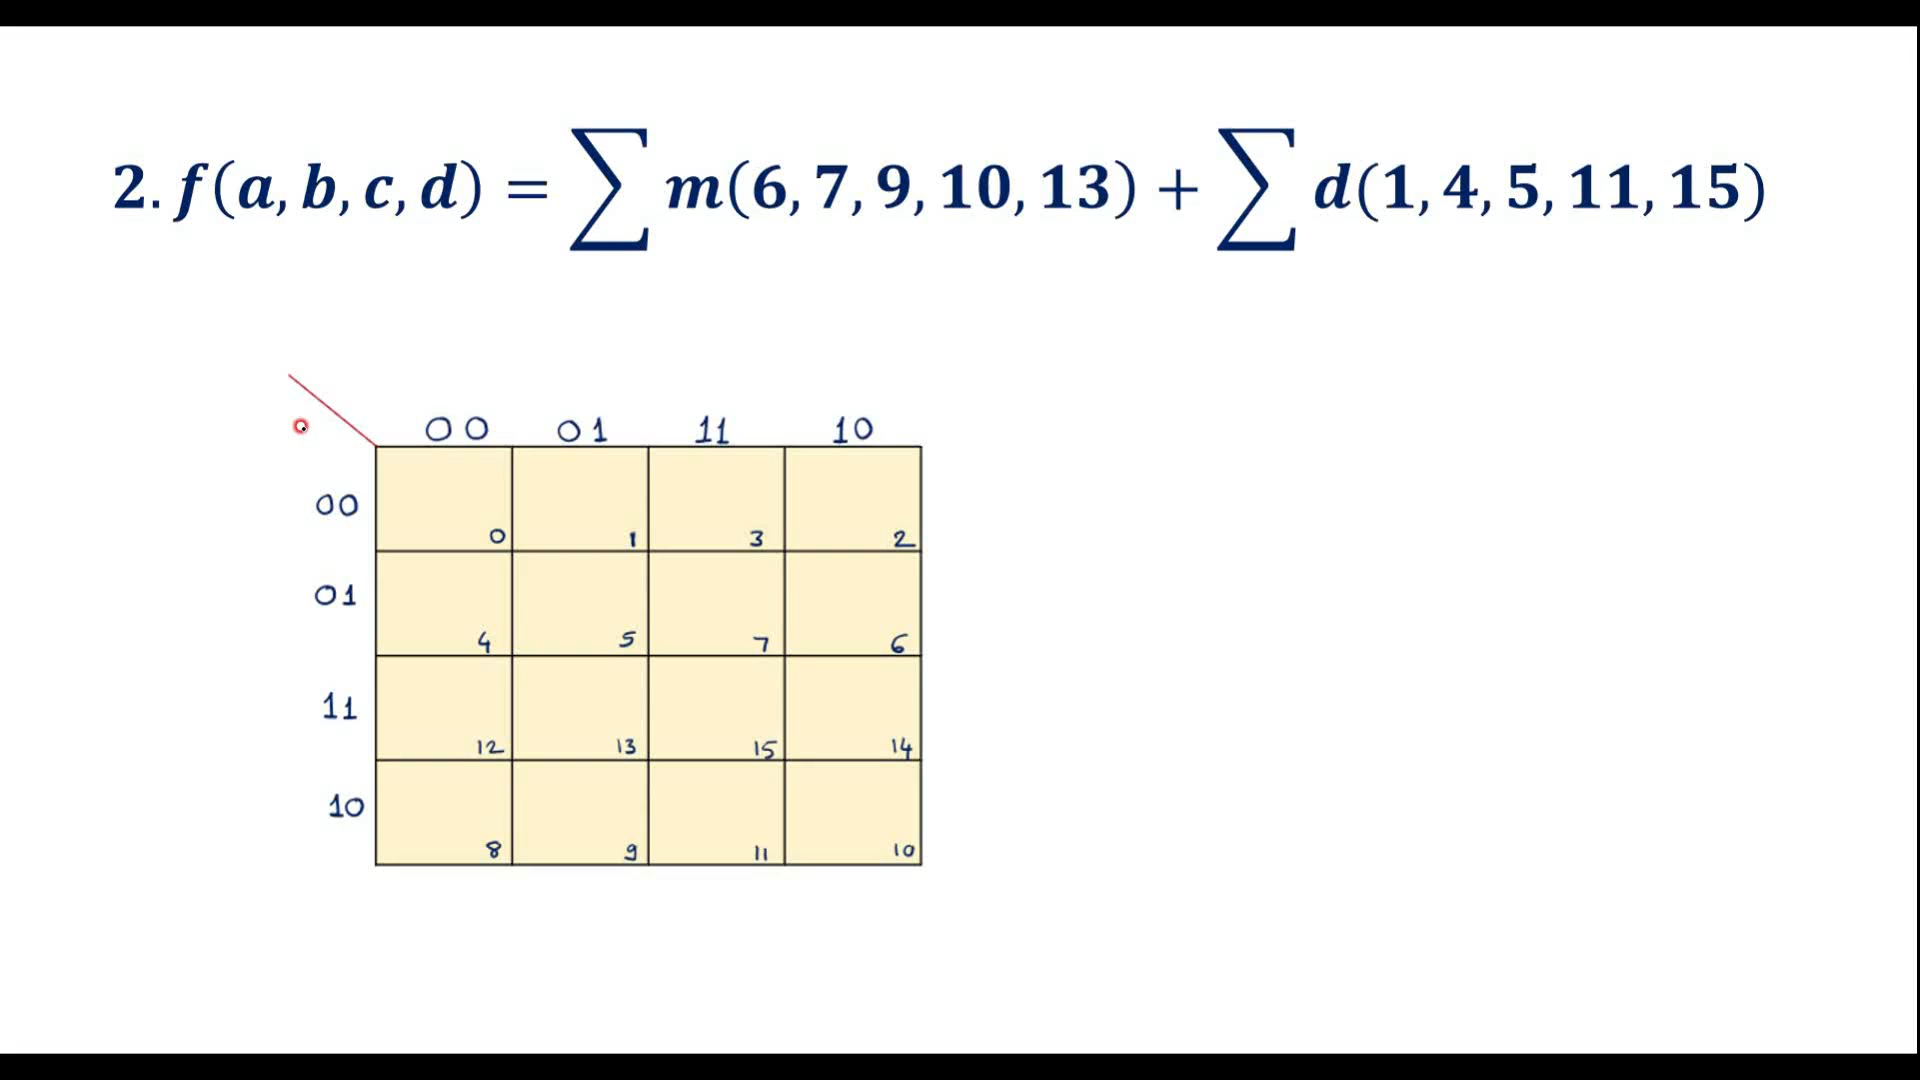 2. f(a, b, c, d) = ∑ m(6, 7, 9, 10, 13) + ∑ d(1, 4, 5, 11, 15)
00 01 11 10
00
0 1 3 2
01
4 5 7 6
11
12 13 15 14
10
8 9 11 10